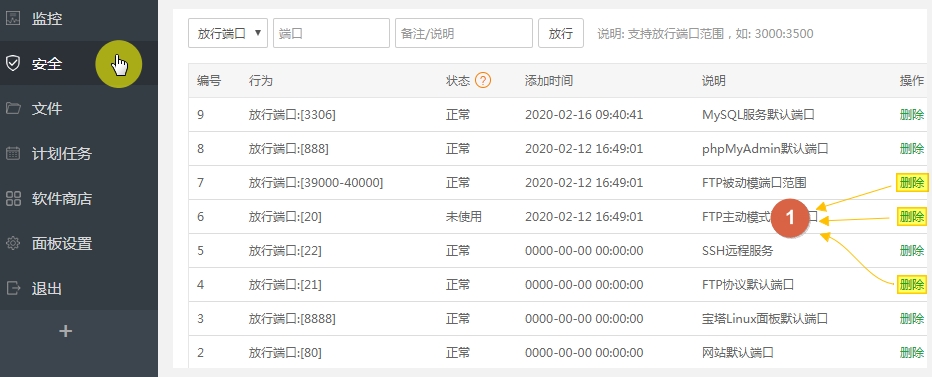 监控
安全
文件
计划任务
软件商店
面板设置
退出
+
放行端口 端口 备注/说明 放行 说明: 支持放行端口范围，如: 3000:3500
编号 行为 状态 ? 添加时间 说明 操作
9 放行端口:[3306] 正常 2020-02-16 09:40:41 MySQL服务默认端口 删除
8 放行端口:[888] 正常 2020-02-12 16:49:01 phpMyAdmin默认端口 删除
7 放行端口:[39000-40000] 正常 2020-02-12 16:49:01 FTP被动模端口范围 删除
6 放行端口:[20] 未使用 2020-02-12 16:49:01 FTP主动模式 1 口 删除
5 放行端口:[22] 正常 0000-00-00 00:00:00 SSH远程服务 删除
4 放行端口:[21] 正常 0000-00-00 00:00:00 FTP协议默认端口 删除
3 放行端口:[8888] 正常 0000-00-00 00:00:00 宝塔Linux面板默认端口 删除
2 放行端口:[80] 正常 0000-00-00 00:00:00 网站默认端口 删除